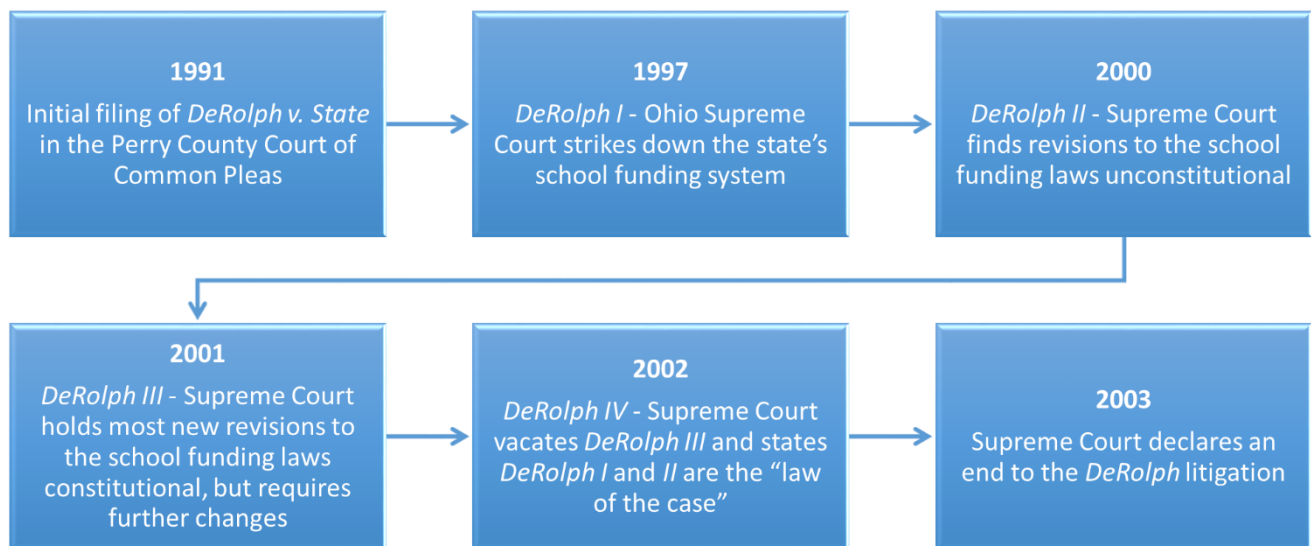 1991
Initial filing of DeRolph v. State
in the Perry County Court of
Common Pleas
1997
DeRolph I - Ohio Supreme
Court strikes down the state’s
school funding system
2000
DeRolph II - Supreme Court
finds revisions to the school
funding laws unconstitutional
2001
DeRolph III - Supreme Court
holds most new revisions to
the school funding laws
constitutional, but requires
further changes
2002
DeRolph IV - Supreme Court
vacates DeRolph III and states
DeRolph I and II are the “law
of the case”
2003
Supreme Court declares an
end to the DeRolph litigation